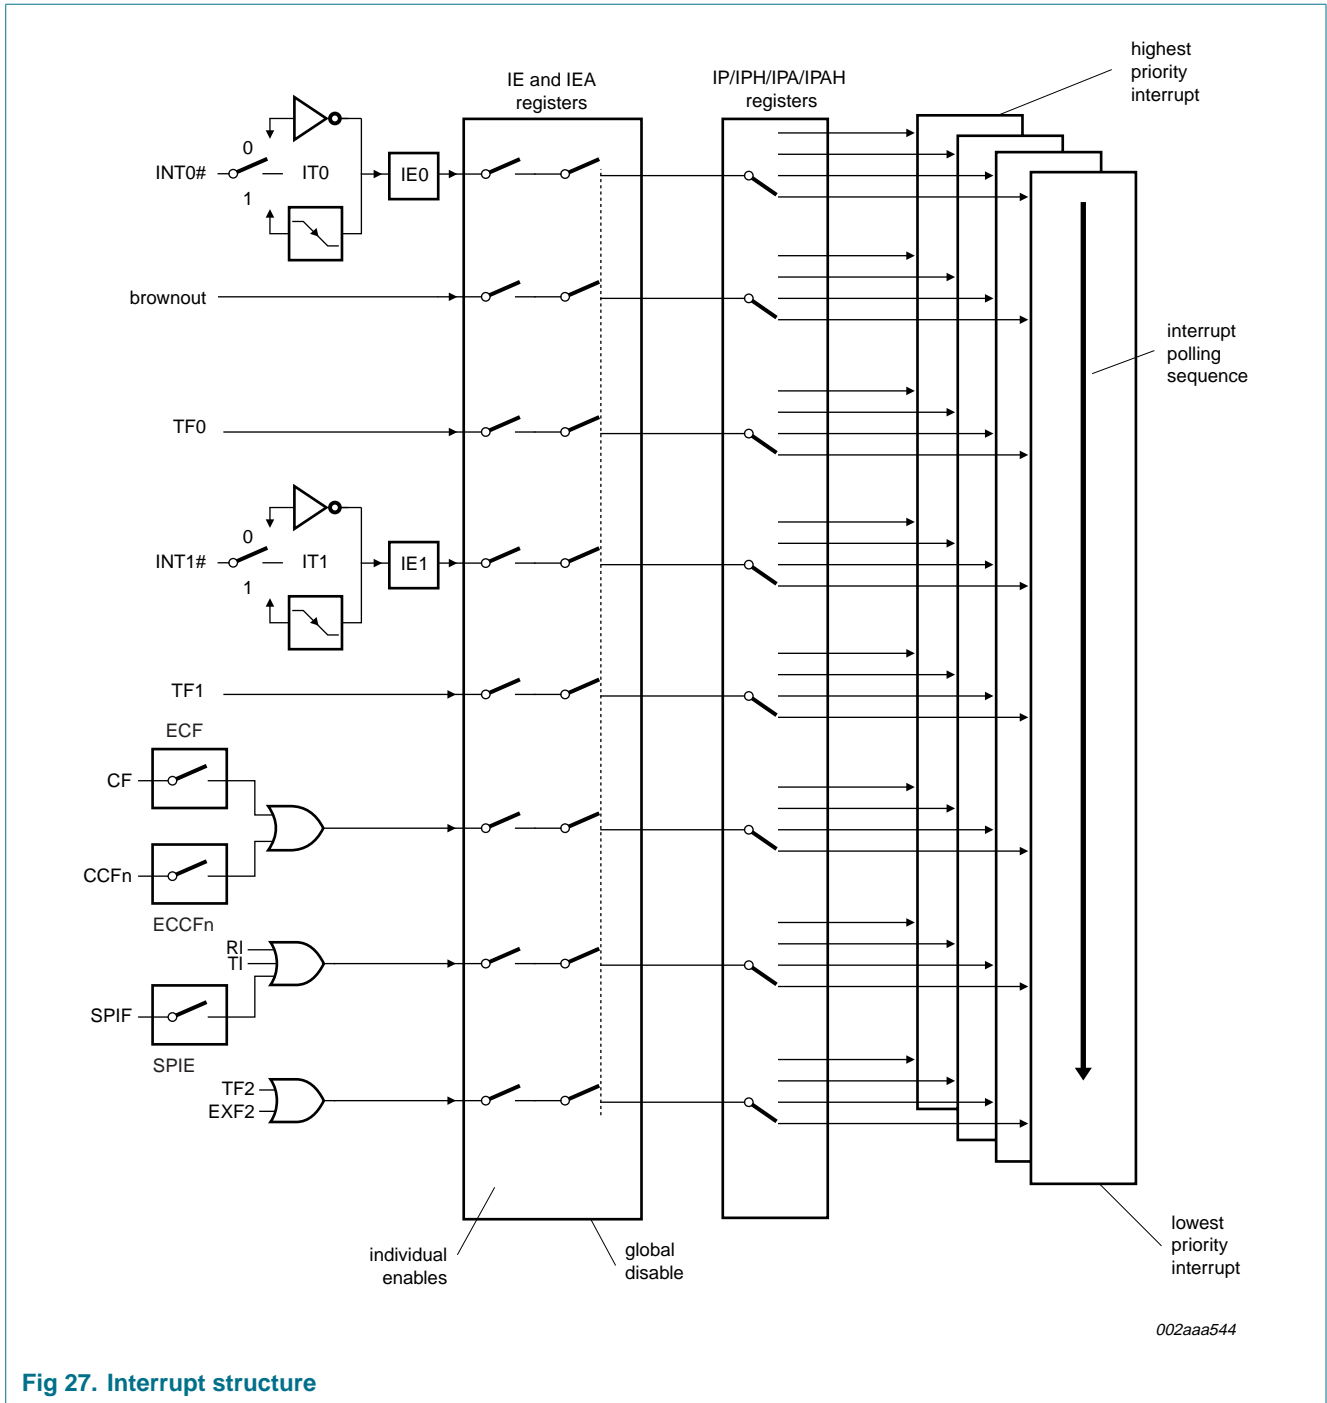 highest
priority
interrupt
IE and IEA
registers
IP/IPH/IPA/IPAH
registers
0
INT0#
IT0
IE0
1
brownout
interrupt
polling
sequence
TF0
0
INT1#
IT1
IE1
1
TF1
ECF
CF
CCFn
ECCFn
RI
TI
SPIF
SPIE
TF2
EXF2
individual
enables
global
disable
lowest
priority
interrupt
002aaa544
Fig 27. Interrupt structure